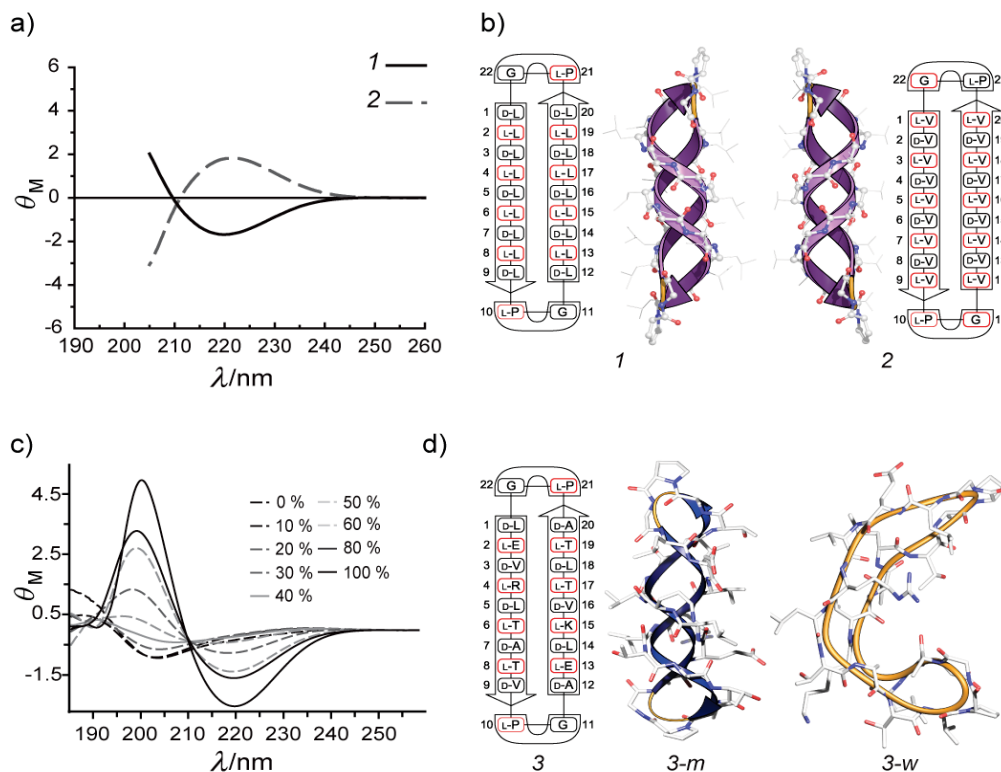 a)
θM
6
4
2
0
-2
-4
-6
190 200 210 220 230 240 250 260
λ/nm
1
2
b)
22 G L-P 21
1 D-L D-L 20
2 L-L L-L 19
3 D-L D-L 18
4 L-L L-L 17
5 D-L D-L 16
6 L-L L-L 15
7 D-L D-L 14
8 L-L L-L 13
9 D-L D-L 12
10 L-P G 11
1
2
22 G L-P
1 L-V L-V
2 D-V D-V
3 L-V L-V
4 D-V D-V
5 L-V L-V
6 D-V D-V
7 L-V L-V
8 D-V D-V
9 L-V L-V
10 L-P G
c)
θM
4.5
2.5
0.5
-1.5
190 200 210 220 230 240 250
λ/nm
0 % 50 %
10 % 60 %
20 % 80 %
30 % 100 %
40 %
d)
22 G L-P 21
1 D-L D-A 20
2 L-E L-T 19
3 D-V D-L 18
4 L-R L-T 17
5 D-L D-V 16
6 L-T L-K 15
7 D-A D-L 14
8 L-T L-E 13
9 D-V D-A 12
10 L-P G 11
3
3-m
3-w